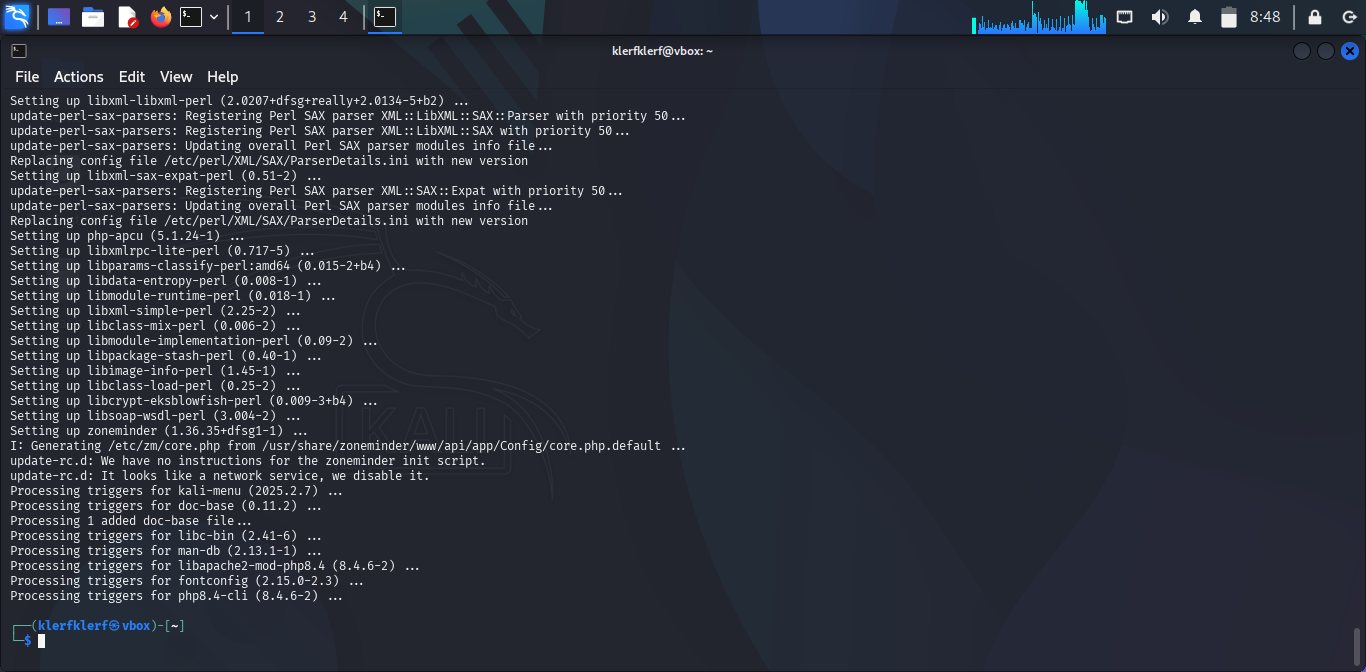 1 2 3 4 8:48
klerfklerf@vbox: ~
File Actions Edit View Help
Setting up libxml-libxml-perl (2.0207+dfsg+really+2.0134-5+b2) ...
update-perl-sax-parsers: Registering Perl SAX parser XML::LibXML::SAX::Parser with priority 50...
update-perl-sax-parsers: Registering Perl SAX parser XML::LibXML::SAX with priority 50...
update-perl-sax-parsers: Updating overall Perl SAX parser modules info file...
Replacing config file /etc/perl/XML/SAX/ParserDetails.ini with new version
Setting up libxml-sax-expat-perl (0.51-2) ...
update-perl-sax-parsers: Registering Perl SAX parser XML::SAX::Expat with priority 50...
update-perl-sax-parsers: Updating overall Perl SAX parser modules info file...
Replacing config file /etc/perl/XML/SAX/ParserDetails.ini with new version
Setting up php-apcu (5.1.24-1) ...
Setting up libxmlrpc-lite-perl (0.717-5) ...
Setting up libparams-classify-perl:amd64 (0.015-2+b4) ...
Setting up libdata-entropy-perl (0.008-1) ...
Setting up libmodule-runtime-perl (0.018-1) ...
Setting up libxml-simple-perl (2.25-2) ...
Setting up libclass-mix-perl (0.006-2) ...
Setting up libmodule-implementation-perl (0.09-2) ...
Setting up libpackage-stash-perl (0.40-1) ...
Setting up libimage-info-perl (1.45-1) ...
Setting up libclass-load-perl (0.25-2) ...
Setting up libcrypt-eksblowfish-perl (0.009-3+b4) ...
Setting up libsoap-wsdl-perl (3.004-2) ...
Setting up zoneminder (1.36.35+dfsg1-1) ...
I: Generating /etc/zm/core.php from /usr/share/zoneminder/www/api/app/Config/core.php.default ...
update-rc.d: We have no instructions for the zoneminder init script.
update-rc.d: It looks like a network service, we disable it.
Processing triggers for kali-menu (2025.2.7) ...
Processing triggers for doc-base (0.11.2) ...
Processing 1 added doc-base file...
Processing triggers for libc-bin (2.41-6) ...
Processing triggers for man-db (2.13.1-1) ...
Processing triggers for libapache2-mod-php8.4 (8.4.6-2) ...
Processing triggers for fontconfig (2.15.0-2.3) ...
Processing triggers for php8.4-cli (8.4.6-2) ...
┌──(klerfklerf㉿vbox)-[~]
└─$
KALI